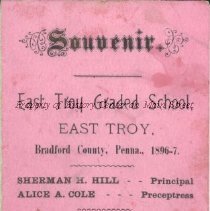 Souvenir.
East Troy Graded School,
EAST TROY,
Bradford County, Penna., 1896-7.
SHERMAN H. HILL - - - Principal
ALICE A. COLE - - Preceptress